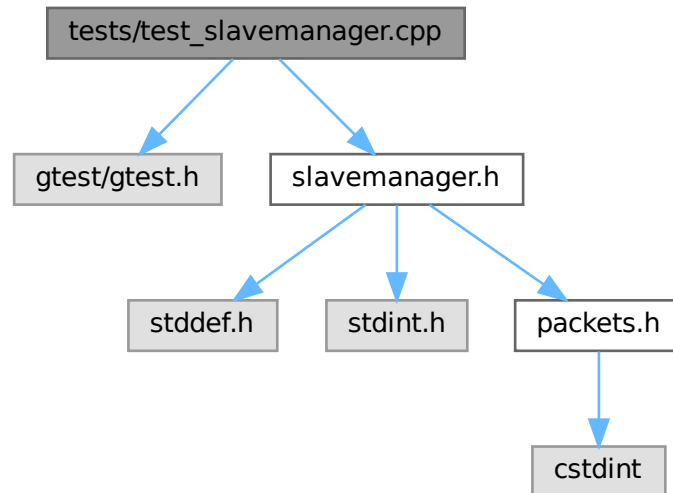 tests/test_slavemanager.cpp
gtest/gtest.h
slavemanager.h
stddef.h
stdint.h
packets.h
cstdint